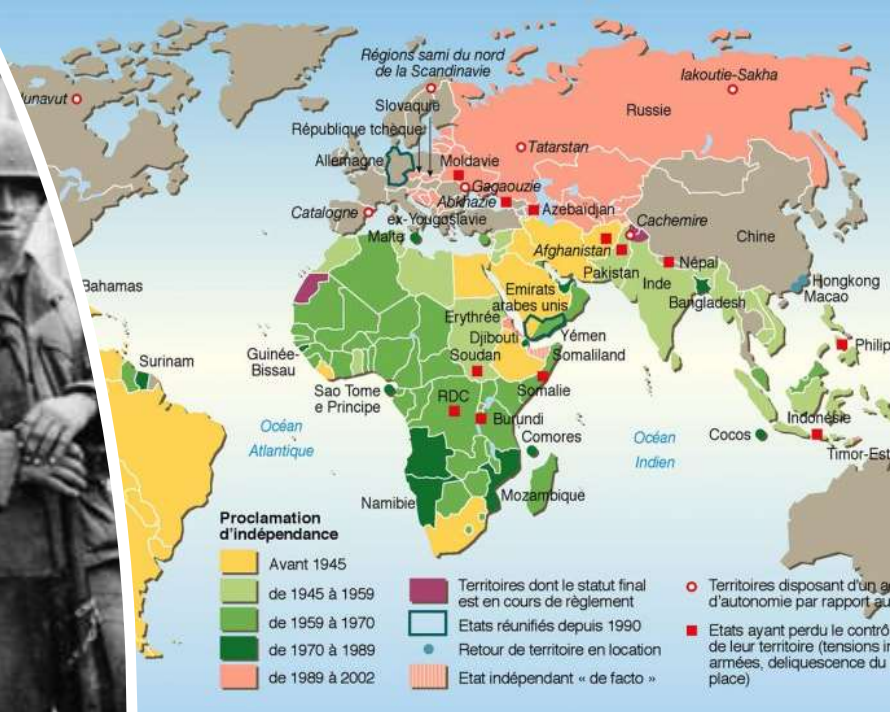 Régions sami du nord
de la Scandinavie
Iakoutie-Sakha
Slovaquie
Russie
République tchèque
Tatarstan
Allemagne
Moldavie
Gagaouzie
Abkhazie
Azebaïdjan
Catalogne
ex-Yougoslavie
Cachemire
Malte
Chine
Afghanistan
Népal
Pakistan
Inde
Hongkong
Macao
Bahamas
Emirats
arabes unis
Bangladesh
Erythrée
Djibouti
Yémen
Soudan
Somaliland
Surinam
Guinée-
Bissau
Somalie
Sao Tome
e Principe
RDC
Burundi
Indonésie
Océan
Atlantique
Comores
Océan
Indien
Cocos
Timor-Est
Namibie
Mozambique
Proclamation
d'indépendance
Avant 1945
de 1945 à 1959
de 1959 à 1970
de 1970 à 1989
de 1989 à 2002
Territoires dont le statut final
est en cours de règlement
Etats réunifiés depuis 1990
Retour de territoire en location
Etat indépendant « de facto »
Territoires disposant d'un
d'autonomie par rapport
Etats ayant perdu le
de leur territoire (tensions
armées, deliquescence du
place)